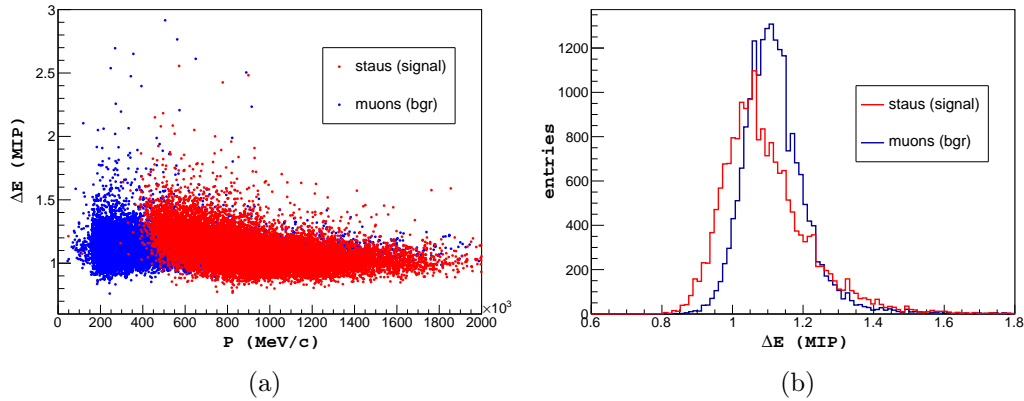 ΔE (MIP)
3
2.5
2
1.5
1
staus (signal)
muons (bgr)
0 200 400 600 800 1000 1200 1400 1600 1800 2000
×10³
P (MeV/c)
(a)
entries
1200
1000
800
600
400
200
0
staus (signal)
muons (bgr)
0.6 0.8 1 1.2 1.4 1.6 1.8
ΔE (MIP)
(b)